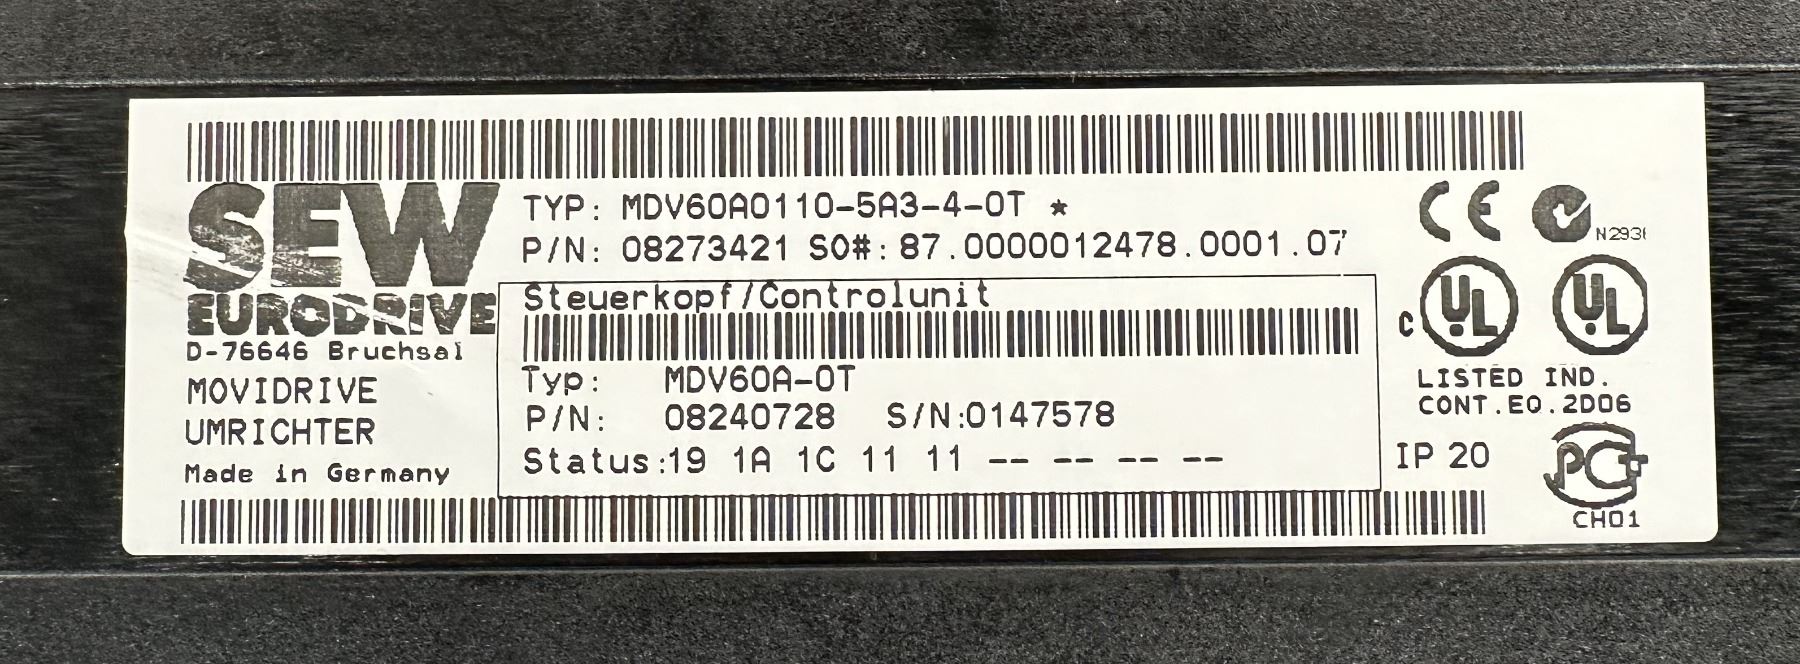 SEW
EURODRIVE
D-76646 Bruchsal
MOVIDRIVE
UMRICHTER
Made in Germany
TYP: MDV60A0110-5A3-4-0T *
P/N: 08273421 SO#: 87.0000012478.0001.07
Steuerkopf/Controlunit
Typ: MDV60A-0T
P/N: 08240728 S/N:0147578
Status:19 1A 1C 11 11 -- -- -- --
CE
C UL UL
LISTED IND.
CONT.EQ.2D06
IP 20
CH01